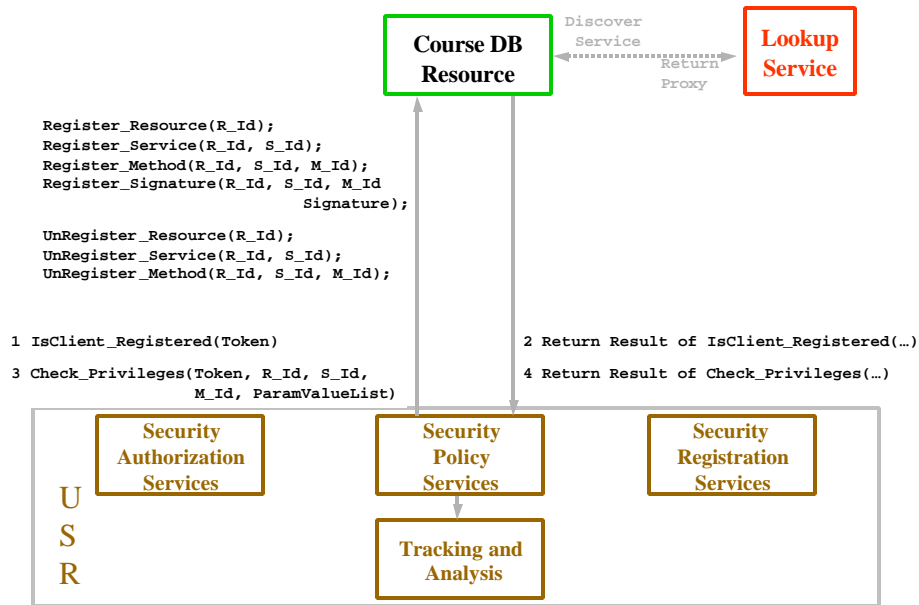 Course DB
Resource
Discover
Service
Return
Proxy
Lookup
Service
Register_Resource(R_Id);
Register_Service(R_Id, S_Id);
Register_Method(R_Id, S_Id, M_Id);
Register_Signature(R_Id, S_Id, M_Id
Signature);
UnRegister_Resource(R_Id);
UnRegister_Service(R_Id, S_Id);
UnRegister_Method(R_Id, S_Id, M_Id);
1 IsClient_Registered(Token)
2 Return Result of IsClient_Registered(…)
3 Check_Privileges(Token, R_Id, S_Id,
M_Id, ParamValueList)
4 Return Result of Check_Privileges(…)
Security
Authorization
Services
Security
Policy
Services
Security
Registration
Services
U
S
R
Tracking and
Analysis